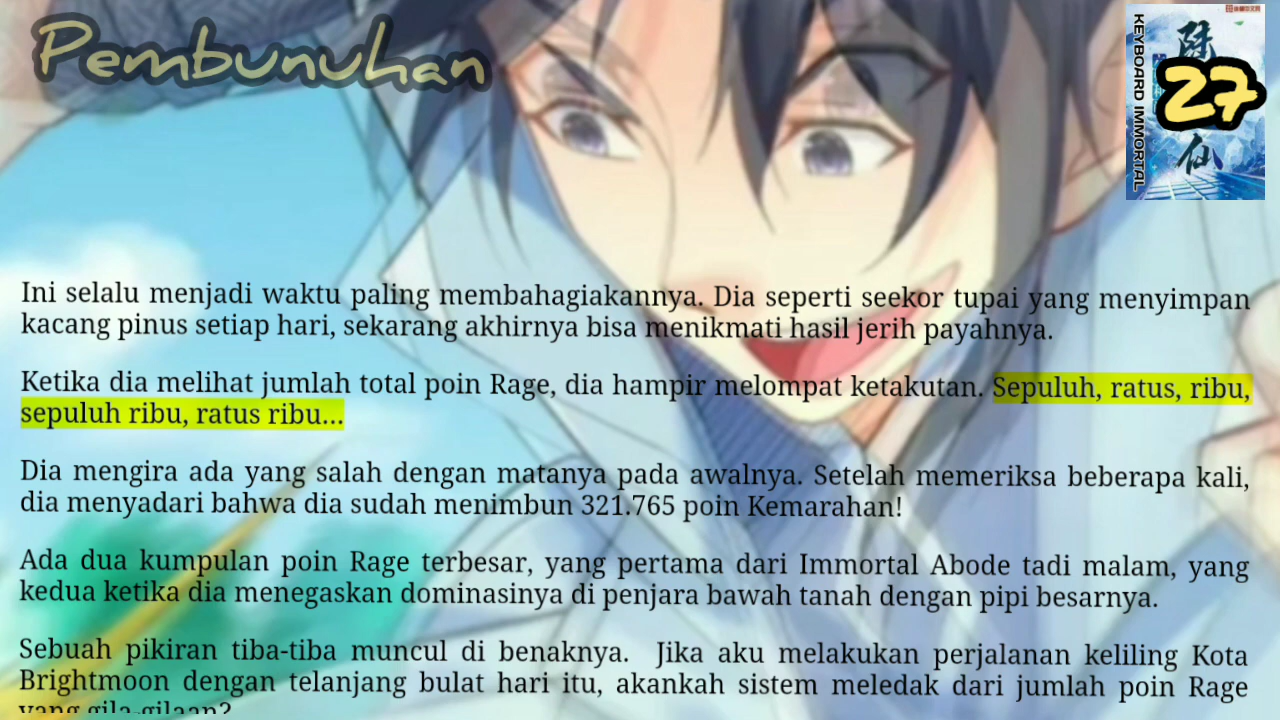 Pembunuhan
KEYBOARD IMMORTAL
27
仙
Ini selalu menjadi waktu paling membahagiakannya. Dia seperti seekor tupai yang menyimpan
kacang pinus setiap hari, sekarang akhirnya bisa menikmati hasil jerih payahnya.
Ketika dia melihat jumlah total poin Rage, dia hampir melompat ketakutan. Sepuluh, ratus, ribu,
sepuluh ribu, ratus ribu...
Dia mengira ada yang salah dengan matanya pada awalnya. Setelah memeriksa beberapa kali,
dia menyadari bahwa dia sudah menimbun 321.765 poin Kemarahan!
Ada dua kumpulan poin Rage terbesar, yang pertama dari Immortal Abode tadi malam, yang
kedua ketika dia menegaskan dominasinya di penjara bawah tanah dengan pipi besarnya.
Sebuah pikiran tiba-tiba muncul di benaknya. Jika aku melakukan perjalanan keliling Kota
Brightmoon dengan telanjang bulat hari itu, akankah sistem meledak dari jumlah poin Rage
yang gila-gilaan?